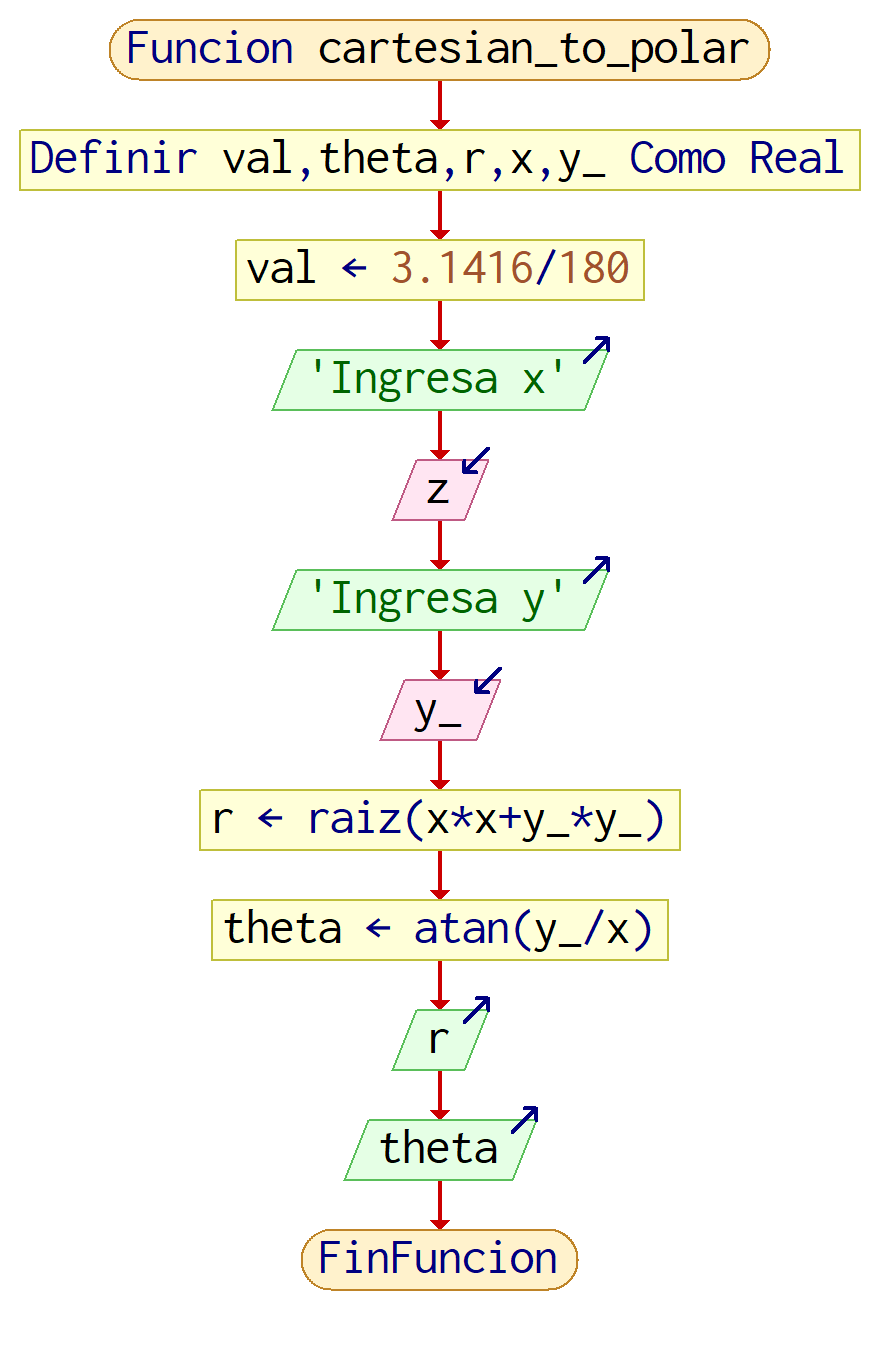 Funcion cartesian_to_polar
Definir val,theta,r,x,y_ Como Real
val ← 3.1416/180
'Ingresa x'
z
'Ingresa y'
y_
r ← raiz(x*x+y_*y_)
theta ← atan(y_/x)
r
theta
FinFuncion